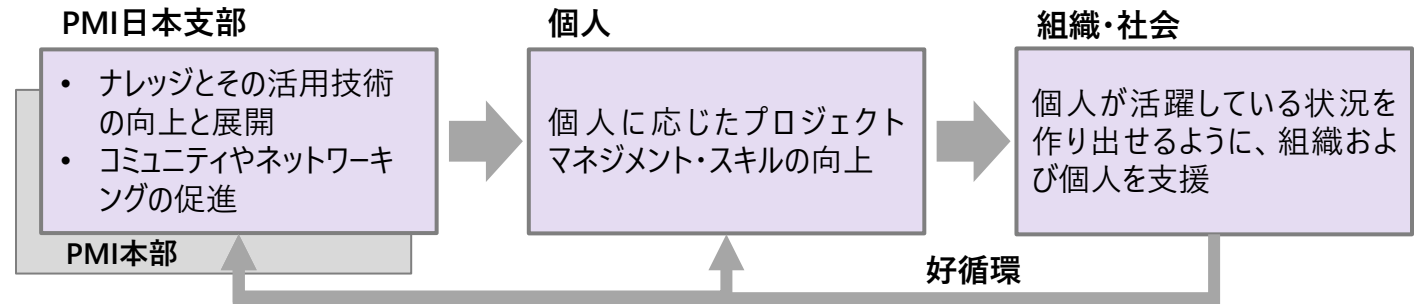 PMI日本支部
• ナレッジとその活用技術
の向上と展開
• コミュニティやネットワーキ
ングの促進
PMI本部
個人
個人に応じたプロジェクト
マネジメント・スキルの向上
組織・社会
個人が活躍している状況を
作り出せるように、組織およ
び個人を支援
好循環